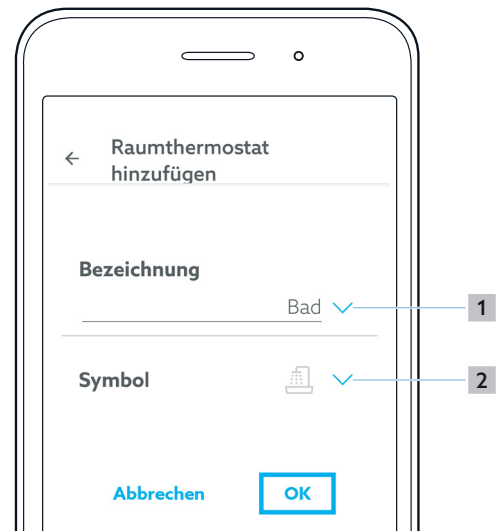 Raumthermostat
hinzufügen
Bezeichnung
Bad
1
Symbol
2
Abbrechen
OK